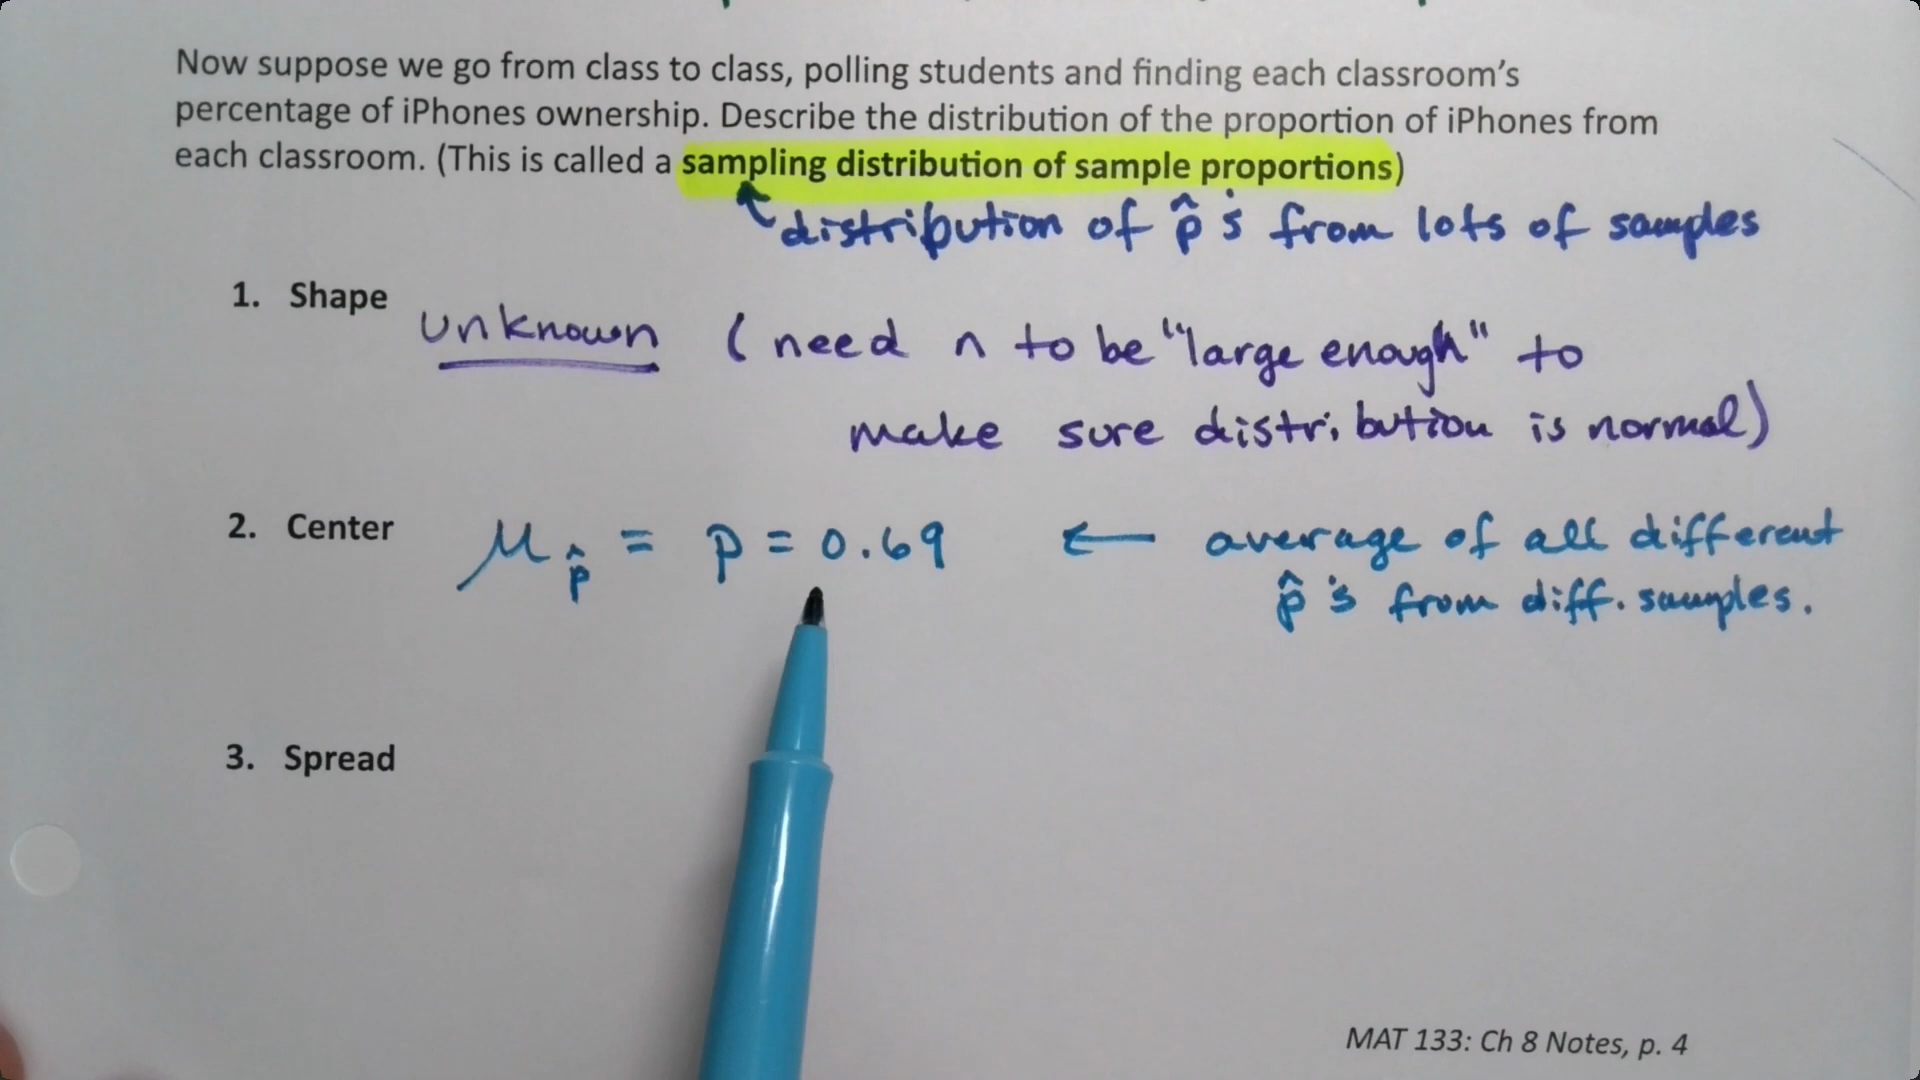 Now suppose we go from class to class, polling students and finding each classroom's
percentage of iPhones ownership. Describe the distribution of the proportion of iPhones from
each classroom. (This is called a sampling distribution of sample proportions)
distribution of p̂'s from lots of samples
1. Shape
unknown (need n to be "large enough" to
make sure distribution is normal)
2. Center μp̂ = p = 0.69 ← average of all different
p̂'s from diff. samples.
3. Spread
MAT 133: Ch 8 Notes, p. 4